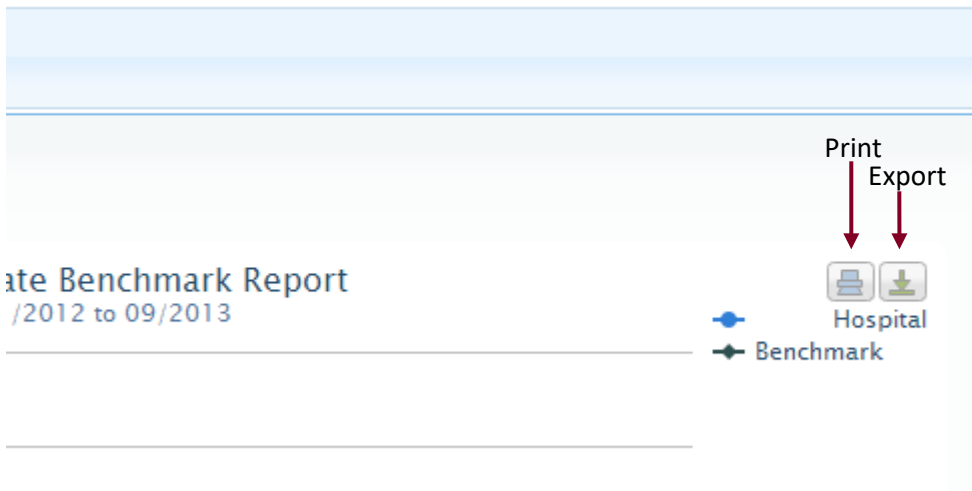 Print
Export
ate Benchmark Report
/2012 to 09/2013
Hospital
Benchmark